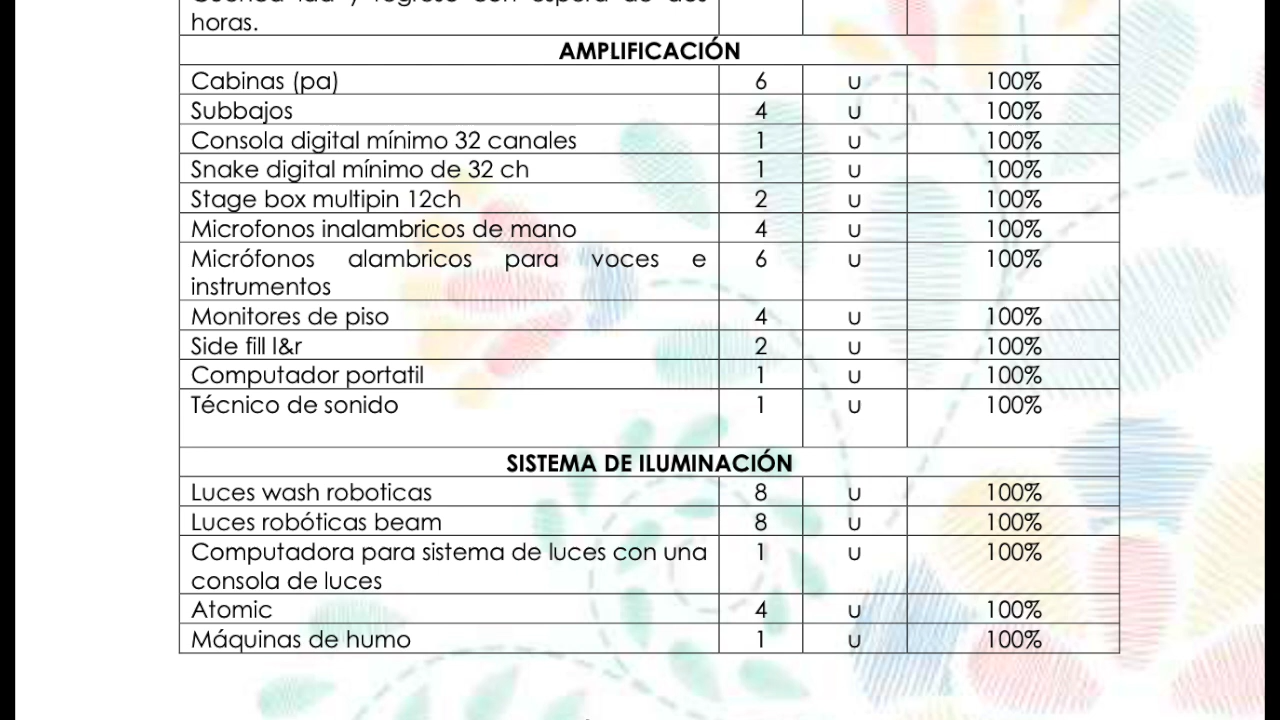 horas.
AMPLIFICACIÓN
Cabinas (pa) 6 u 100%
Subbajos 4 u 100%
Consola digital mínimo 32 canales 1 u 100%
Snake digital mínimo de 32 ch 1 u 100%
Stage box multipin 12ch 2 u 100%
Microfonos inalambricos de mano 4 u 100%
Micrófonos alambricos para voces e 6 u 100%
instrumentos
Monitores de piso 4 u 100%
Side fill l&r 2 u 100%
Computador portatil 1 u 100%
Técnico de sonido 1 u 100%
SISTEMA DE ILUMINACIÓN
Luces wash roboticas 8 u 100%
Luces robóticas beam 8 u 100%
Computadora para sistema de luces con una 1 u 100%
consola de luces
Atomic 4 u 100%
Máquinas de humo 1 u 100%